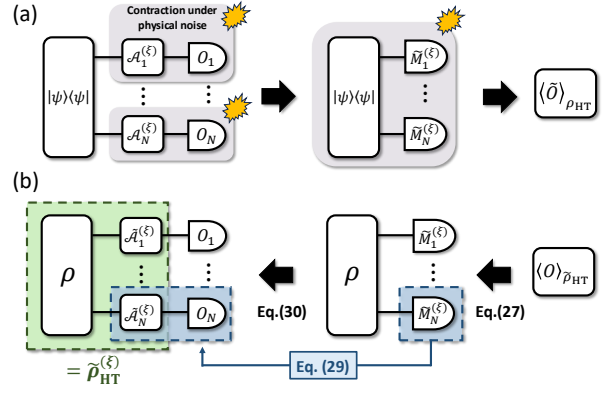 (a)
Contraction under
physical noise
|ψ⟩⟨ψ|
𝒜₁^(ξ) O₁
⋮ ⋮
𝒜_N^(ξ) O_N
|ψ⟩⟨ψ|
M̃₁^(ξ)
⋮
M̃_N^(ξ)
⟨Õ⟩_ρHT
(b)
ρ
𝒜̃₁^(ξ) O₁
⋮ ⋮
𝒜̃_N^(ξ) O_N
= ρ̃_HT^(ξ)
Eq.(30)
ρ
M̃₁^(ξ)
⋮
M̃_N^(ξ)
Eq.(27)
⟨O⟩_ρ̃HT
Eq. (29)